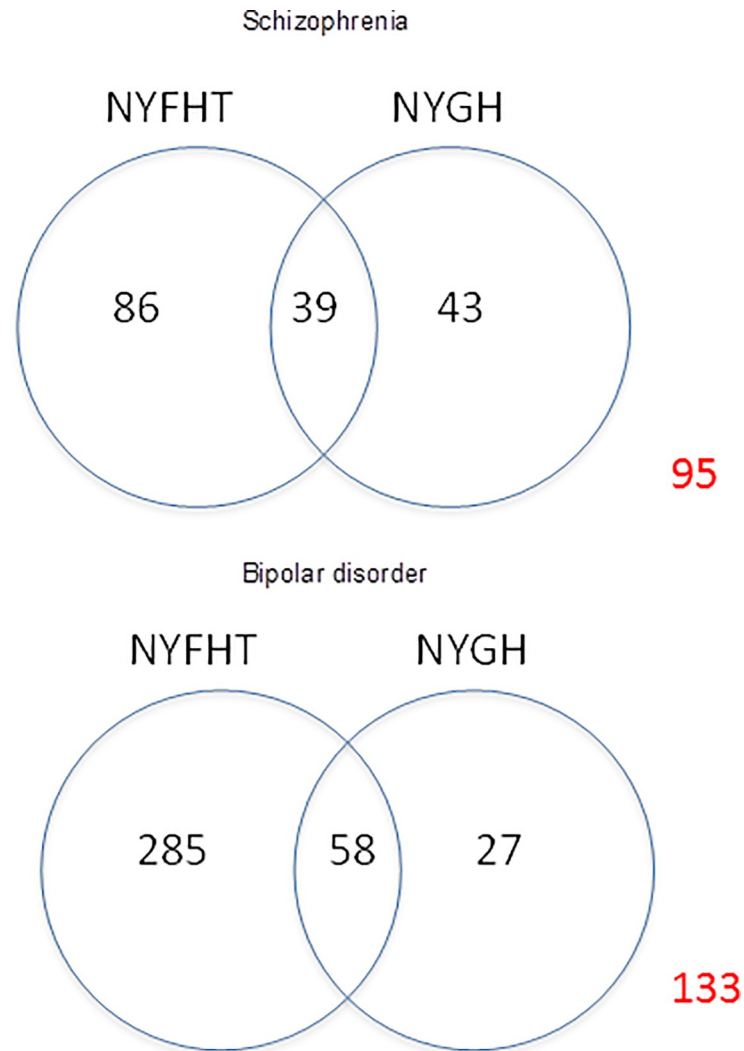 Schizophrenia
NYFHT NYGH
86 39 43
95
Bipolar disorder
NYFHT NYGH
285 58 27
133